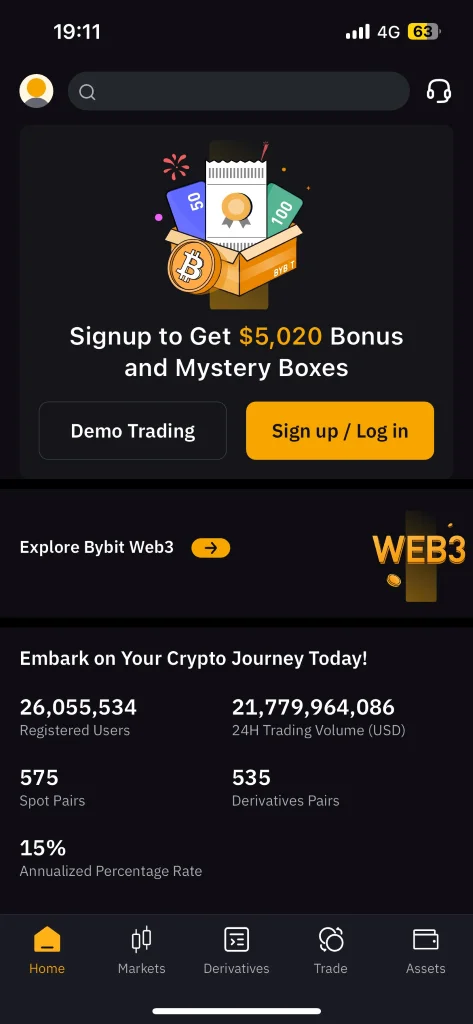 19:11
4G
63
50
100
BYBIT
Signup to Get $5,020 Bonus
and Mystery Boxes
Demo Trading
Sign up / Log in
Explore Bybit Web3
WEB3
Embark on Your Crypto Journey Today!
26,055,534
21,779,964,086
Registered Users
24H Trading Volume (USD)
575
535
Spot Pairs
Derivatives Pairs
15%
Annualized Percentage Rate
Home
Markets
Derivatives
Trade
Assets